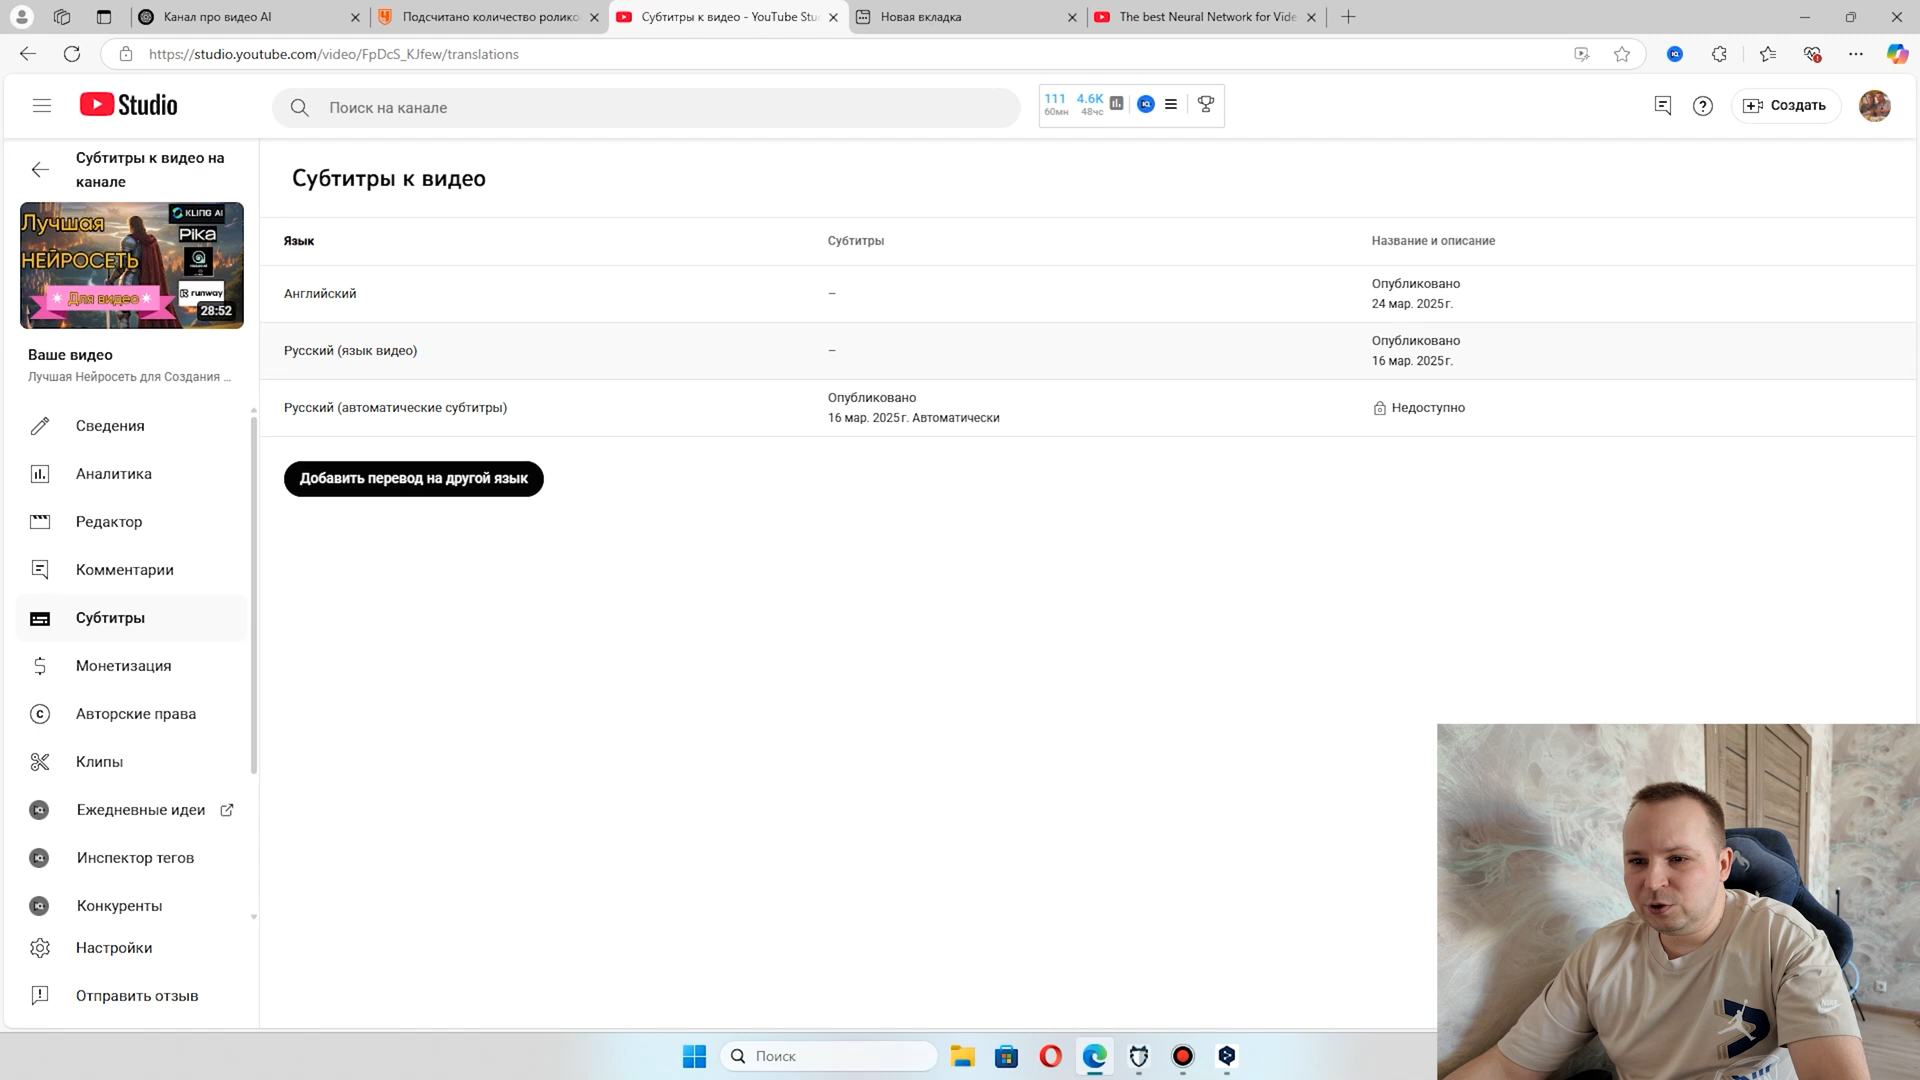 Канал про видео AI
Подсчитано количество ролико
Субтитры к видео - YouTube Stu
Новая вкладка
The best Neural Network for Vide
https://studio.youtube.com/video/FpDcS_KJfew/translations
Studio
Поиск на канале
111 4.6K
60мн 48чс
Создать
Субтитры к видео на
канале
Лучшая
НЕЙРОСЕТЬ
Для видео
KLING AI
Pika
runway
28:52
Ваше видео
Лучшая Нейросеть для Создания ...
Сведения
Аналитика
Редактор
Комментарии
Субтитры
Монетизация
Авторские права
Клипы
Ежедневные идеи
Инспектор тегов
Конкуренты
Настройки
Отправить отзыв
Субтитры к видео
Язык Субтитры Название и описание
Английский – Опубликовано
24 мар. 2025 г.
Русский (язык видео) – Опубликовано
16 мар. 2025 г.
Русский (автоматические субтитры) Опубликовано
16 мар. 2025 г. Автоматически
Недоступно
Добавить перевод на другой язык
Поиск